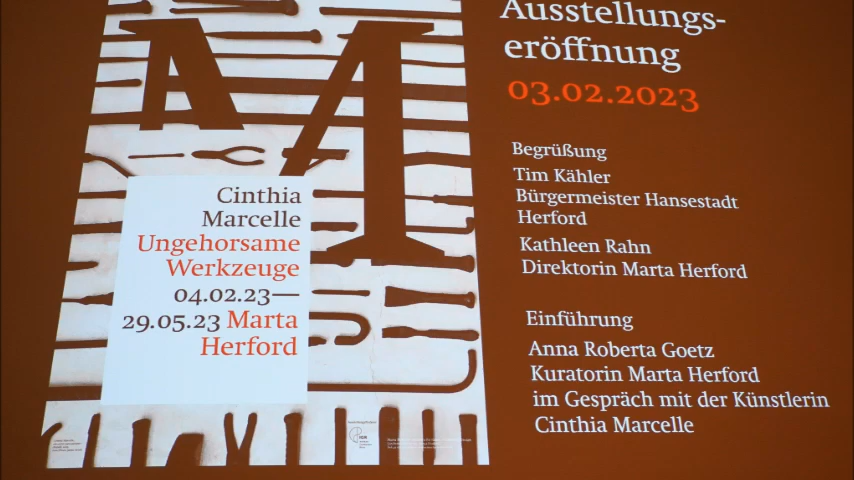 Ausstellungs-
eröffnung
03.02.2023
Begrüßung
Tim Kähler
Bürgermeister Hansestadt
Herford
Kathleen Rahn
Direktorin Marta Herford
Einführung
Anna Roberta Goetz
Kuratorin Marta Herford
im Gespräch mit der Künstlerin
Cinthia Marcelle
M
Cinthia
Marcelle
Ungehorsame
Werkzeuge
04.02.23—
29.05.23 Marta
Herford